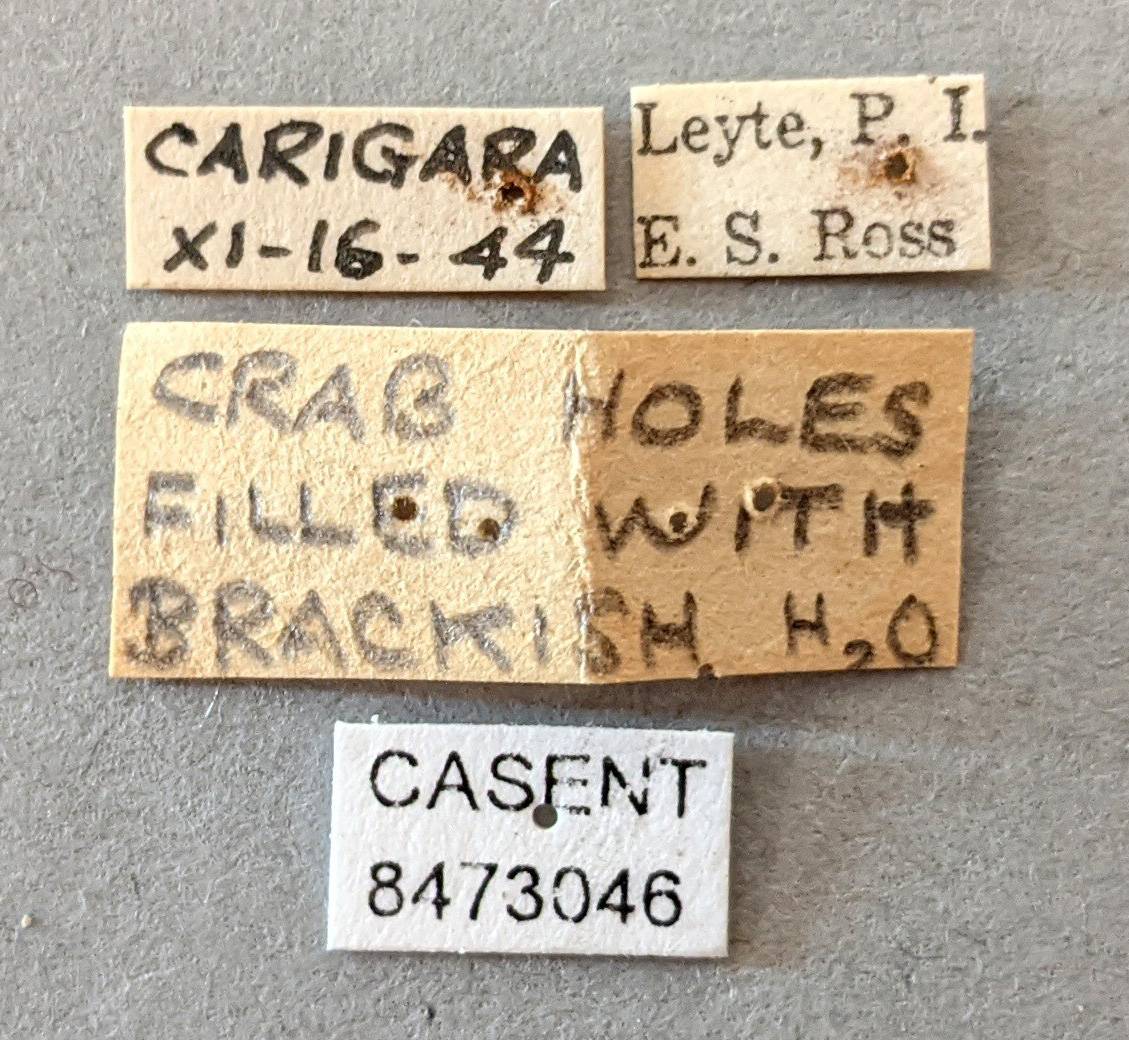 CARIGARA
XI-16-44
Leyte, P. I.
E. S. Ross
CRAB HOLES
FILLED WITH
BRACKISH H₂O
CASENT
8473046